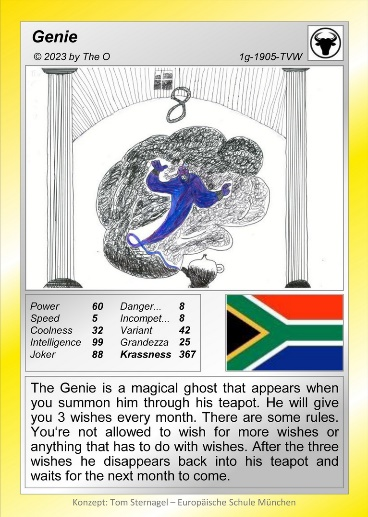 Genie
© 2023 by The O 1g-1905-TVW
Power 60 Danger... 8
Speed 5 Incompet... 8
Coolness 32 Variant 42
Intelligence 99 Grandezza 25
Joker 88 Krassness 367
The Genie is a magical ghost that appears when
you summon him through his teapot. He will give
you 3 wishes every month. There are some rules.
You're not allowed to wish for more wishes or
anything that has to do with wishes. After the three
wishes he disappears back into his teapot and
waits for the next month to come.
Konzept: Tom Sternagel – Europäische Schule München